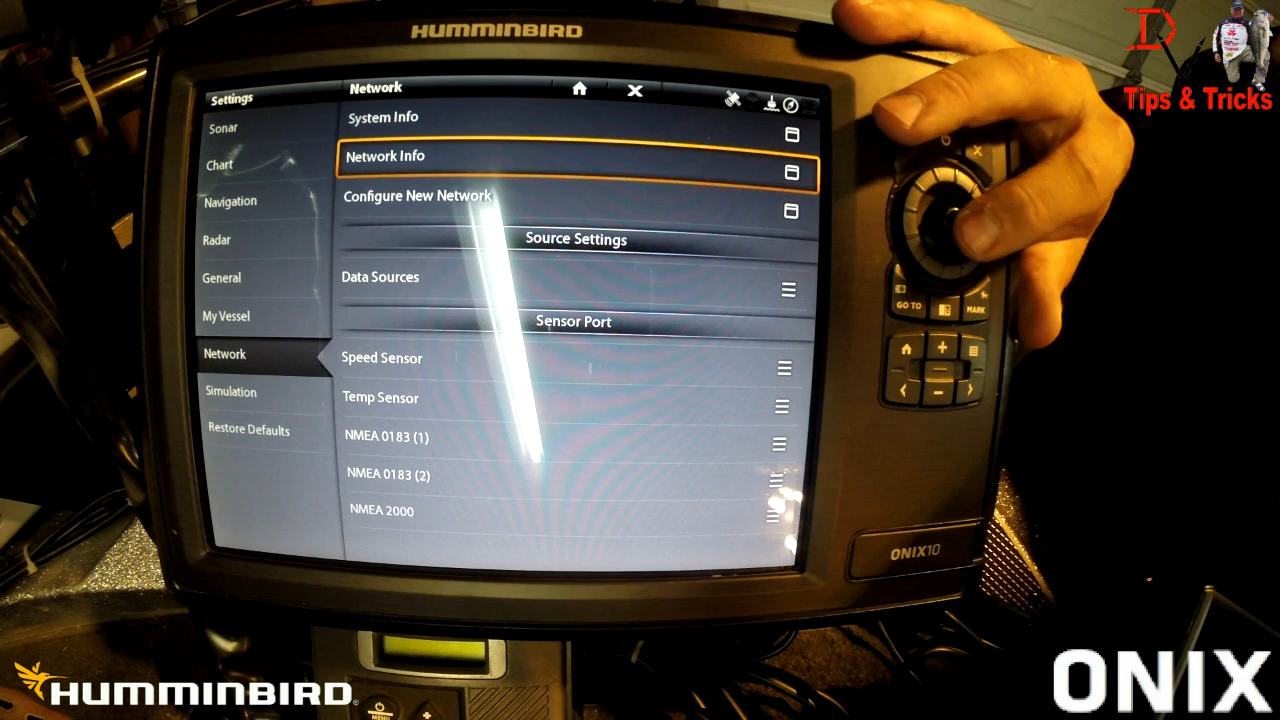 HUMMINBIRD
D
Tips & Tricks
Settings
Network
Sonar
Chart
Navigation
Radar
General
My Vessel
Network
Simulation
Restore Defaults
System Info
Network Info
Configure New Network
Source Settings
Data Sources
Sensor Port
Speed Sensor
Temp Sensor
NMEA 0183 (1)
NMEA 0183 (2)
NMEA 2000
GO TO
MARK
ONIX10
MENU
HUMMINBIRD
ONIX